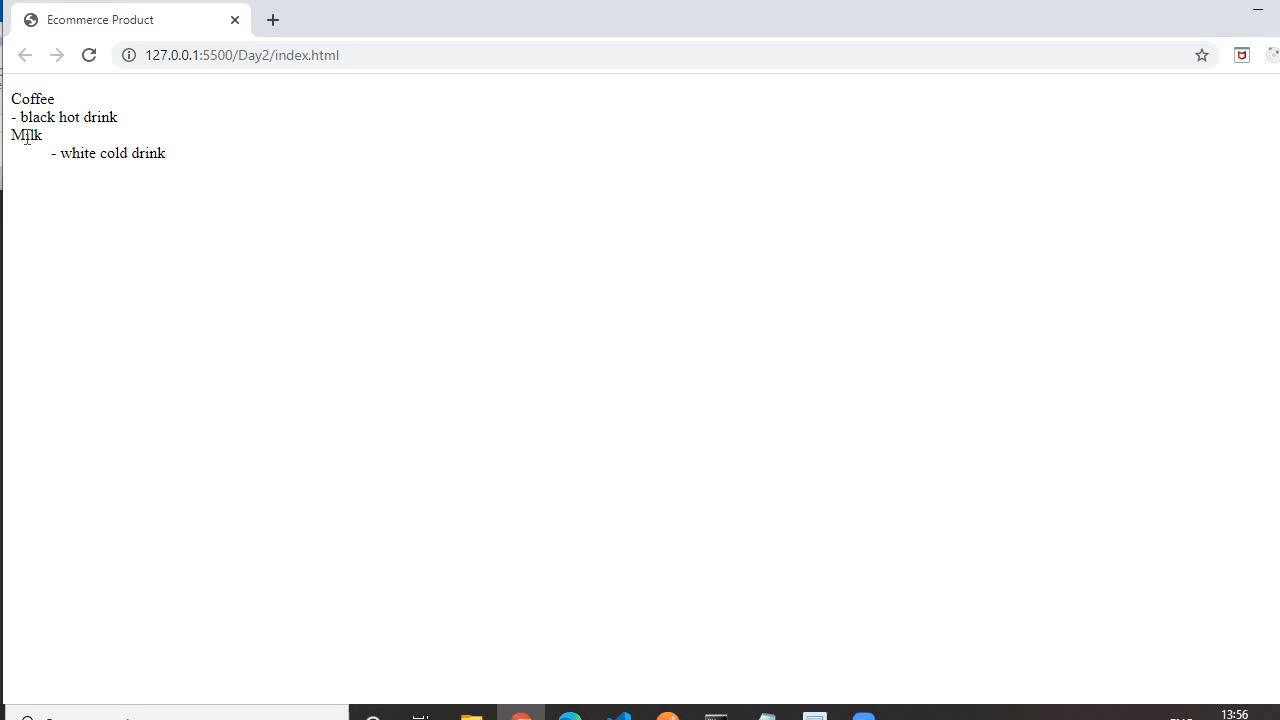 Ecommerce Product
127.0.0.1:5500/Day2/index.html
Coffee
- black hot drink
Milk
- white cold drink
13:56